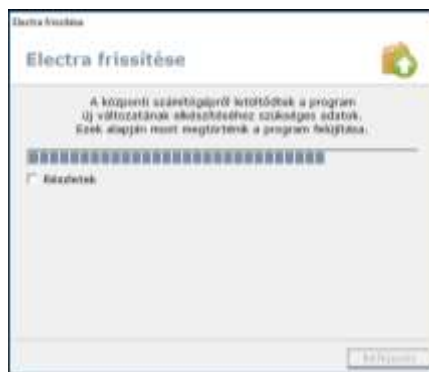 Electra frissítése
Electra frissítése
A központi számítógépről letöltődtek a program
új változatának elkészítéséhez szükséges adatok.
Ezek alapján most megtörténik a program felújítása.
Részletek
Befejezés